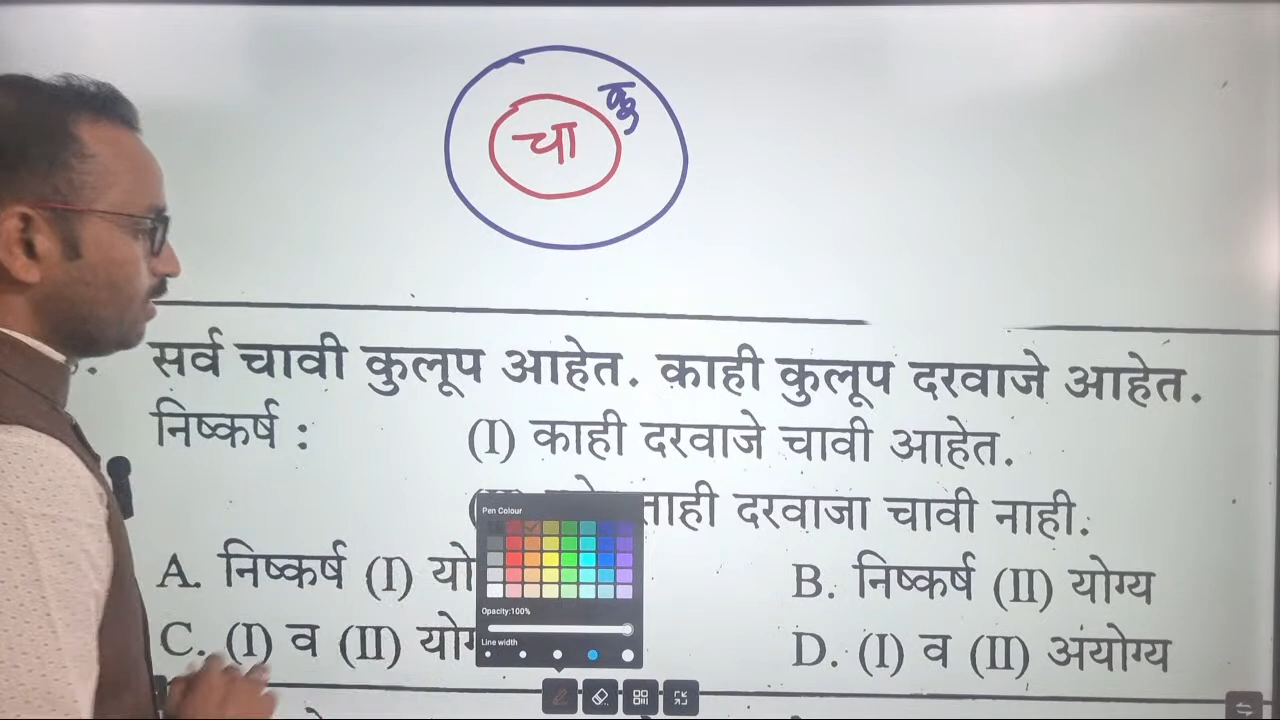 कु
चा
सर्व चावी कुलूप आहेत. काही कुलूप दरवाजे आहेत.
निष्कर्ष : (I) काही दरवाजे चावी आहेत.
दरवाजा चावी नाही.
Pen Colour
A. निष्कर्ष (I) B. निष्कर्ष (II) योग्य
Opacity:100%
Line width
C. (I) व (II) D. (I) व (II) अंयोग्य